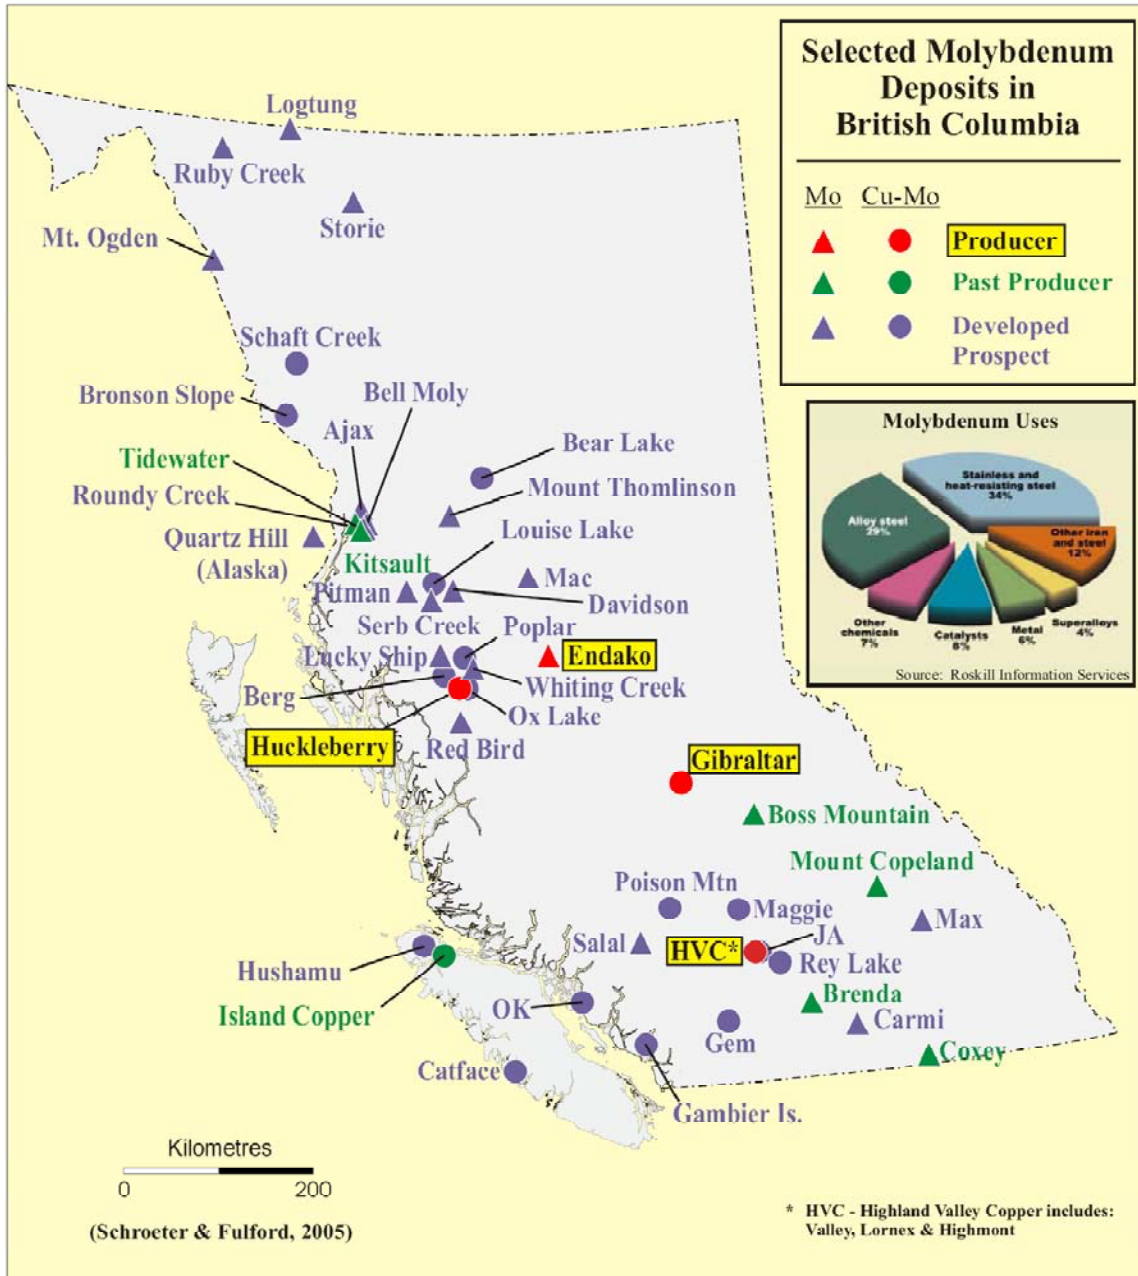 Selected Molybdenum
Deposits in
British Columbia
Mo Cu-Mo
Producer
Past Producer
Developed
Prospect
Molybdenum Uses
Stainless and
heat-resisting steel
34%
Alloy steel
29%
Other iron
and steel
12%
Other
chemicals
7%
Catalysts
8%
Metal
6%
Superalloys
4%
Source: Roskill Information Services
Logtung
Ruby Creek
Storie
Mt. Ogden
Schaft Creek
Bronson Slope
Bell Moly
Ajax
Tidewater
Bear Lake
Roundy Creek
Mount Thomlinson
Quartz Hill
(Alaska)
Louise Lake
Kitsault
Pitman
Mac
Davidson
Serb Creek
Poplar
Lucky Ship
Endako
Berg
Whiting Creek
Ox Lake
Huckleberry
Red Bird
Gibraltar
Boss Mountain
Mount Copeland
Poison Mtn
Maggie
Max
Salal
HVC*
JA
Rey Lake
Hushamu
Island Copper
OK
Brenda
Gem
Carmi
Catface
Coxey
Gambier Is.
Kilometres
0 200
(Schroeter & Fulford, 2005)
* HVC - Highland Valley Copper includes:
Valley, Lornex & Highmont